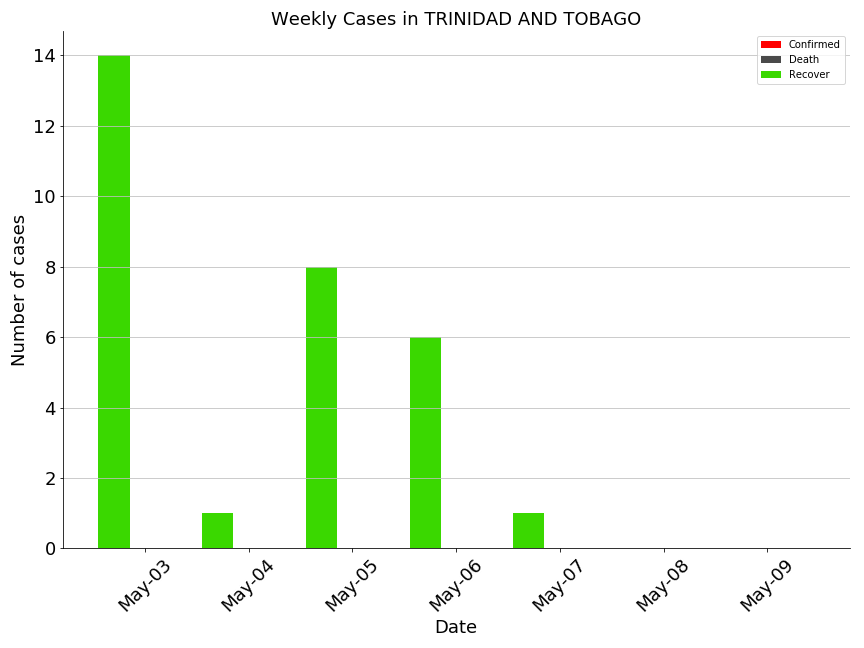 Weekly Cases in TRINIDAD AND TOBAGO
Confirmed
Death
Recover
Number of cases
14
12
10
8
6
4
2
0
May-03
May-04
May-05
May-06
May-07
May-08
May-09
Date